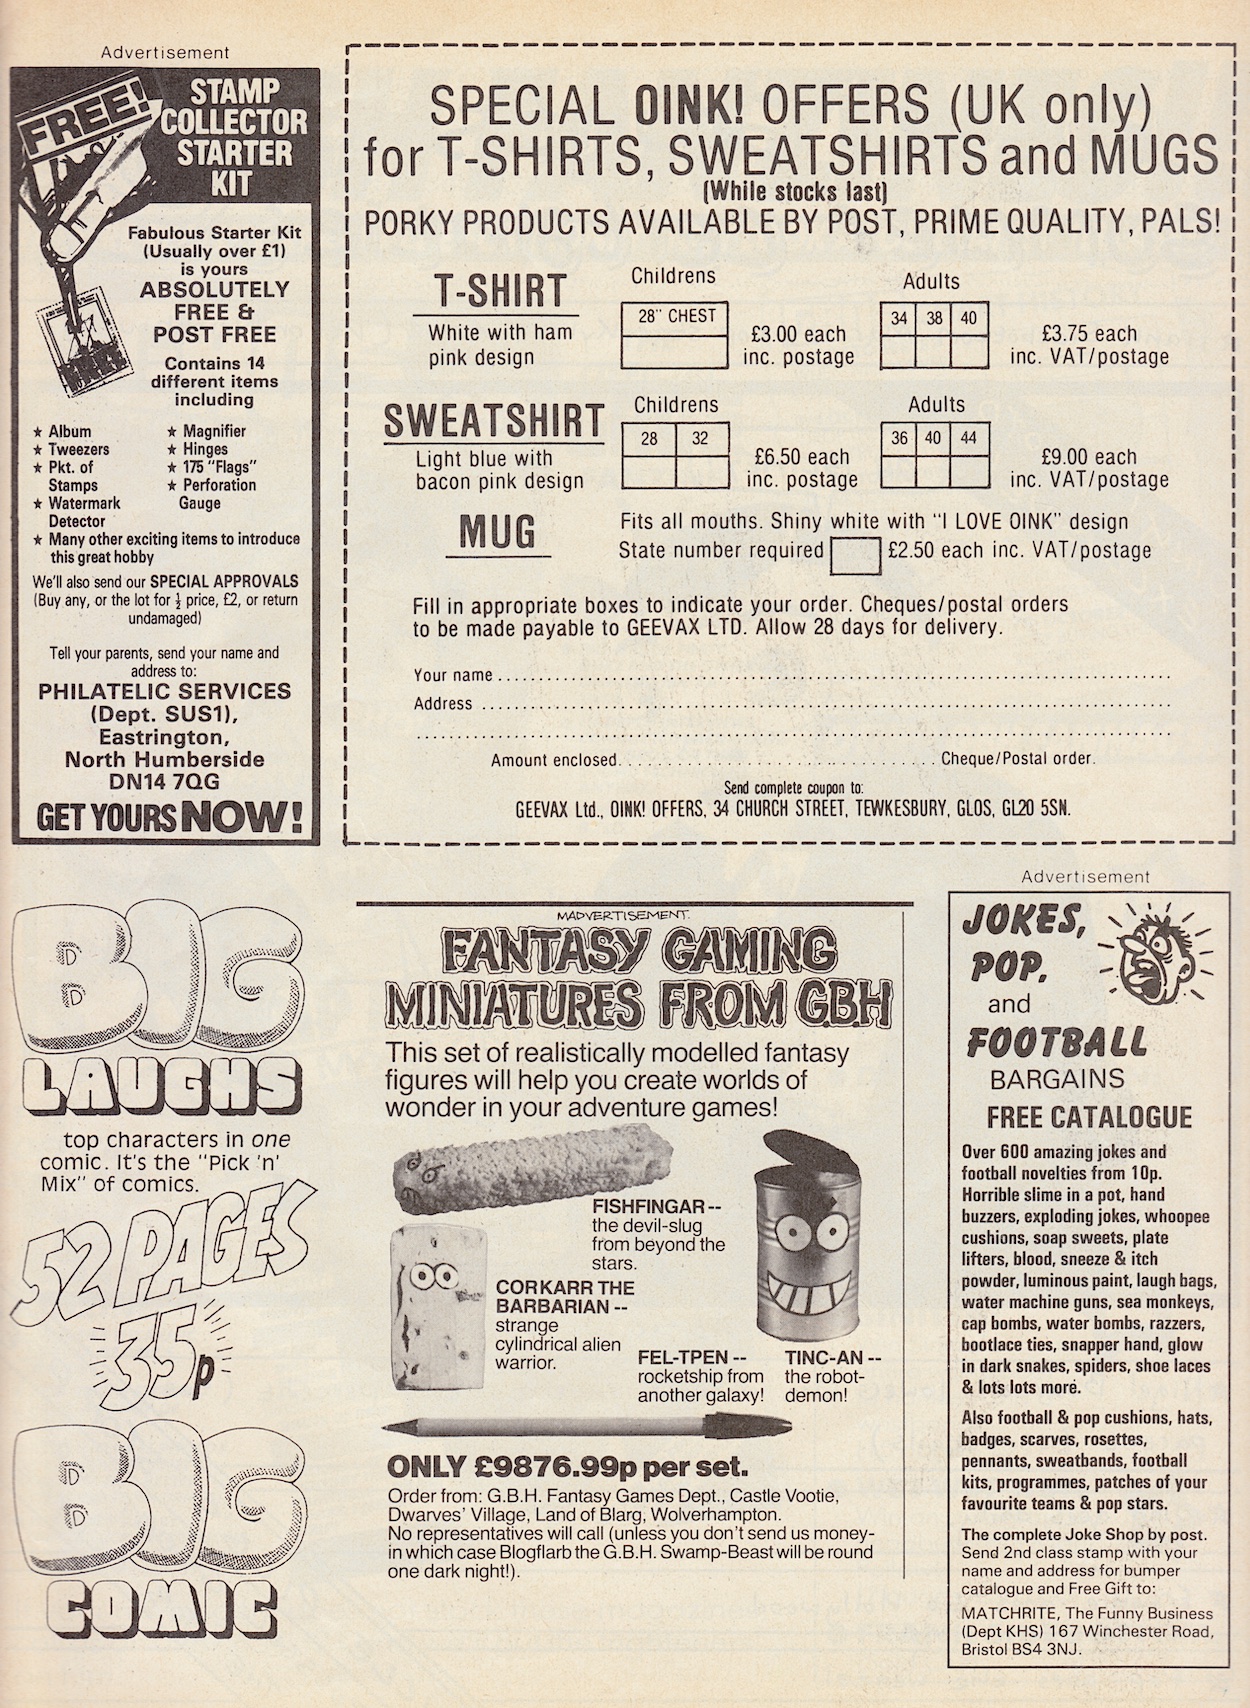 Advertisement
FREE!
STAMP
COLLECTOR
STARTER
KIT
Fabulous Starter Kit
(Usually over £1)
is yours
ABSOLUTELY
FREE &
POST FREE
Contains 14
different items
including
★ Album
★ Tweezers
★ Pkt. of
Stamps
★ Watermark
Detector
★ Magnifier
★ Hinges
★ 175 "Flags"
★ Perforation
Gauge
★ Many other exciting items to introduce
this great hobby
We'll also send our SPECIAL APPROVALS
(Buy any, or the lot for ½ price, £2, or return
undamaged)
Tell your parents, send your name and
address to:
PHILATELIC SERVICES
(Dept. SUS1),
Eastrington,
North Humberside
DN14 7QG
GET YOURS NOW!
SPECIAL OINK! OFFERS (UK only)
for T-SHIRTS, SWEATSHIRTS and MUGS
(While stocks last)
PORKY PRODUCTS AVAILABLE BY POST, PRIME QUALITY, PALS!
T-SHIRT
White with ham
pink design
Childrens
28" CHEST
£3.00 each
inc. postage
Adults
34 38 40
£3.75 each
inc. VAT/postage
SWEATSHIRT
Light blue with
bacon pink design
Childrens
28 32
£6.50 each
inc. postage
Adults
36 40 44
£9.00 each
inc. VAT/postage
MUG
Fits all mouths. Shiny white with "I LOVE OINK" design
State number required £2.50 each inc. VAT/postage
Fill in appropriate boxes to indicate your order. Cheques/postal orders
to be made payable to GEEVAX LTD. Allow 28 days for delivery.
Your name
Address
Amount enclosed. Cheque/Postal order.
Send complete coupon to:
GEEVAX Ltd., OINK! OFFERS, 34 CHURCH STREET, TEWKESBURY, GLOS, GL20 5SN.
BIG
LAUGHS
top characters in one
comic. It's the "Pick 'n'
Mix" of comics.
52 PAGES
35p
BIG
COMIC
MADVERTISEMENT.
FANTASY GAMING
MINIATURES FROM GBH
This set of realistically modelled fantasy
figures will help you create worlds of
wonder in your adventure games!
FISHFINGAR --
the devil-slug
from beyond the
stars.
CORKARR THE
BARBARIAN --
strange
cylindrical alien
warrior.
FEL-TPEN --
rocketship from
another galaxy!
TINC-AN --
the robot-
demon!
ONLY £9876.99p per set.
Order from: G.B.H. Fantasy Games Dept., Castle Vootie,
Dwarves' Village, Land of Blarg, Wolverhampton.
No representatives will call (unless you don't send us money-
in which case Blogflarb the G.B.H. Swamp-Beast will be round
one dark night!).
Advertisement
JOKES,
POP,
and
FOOTBALL
BARGAINS
FREE CATALOGUE
Over 600 amazing jokes and
football novelties from 10p.
Horrible slime in a pot, hand
buzzers, exploding jokes, whoopee
cushions, soap sweets, plate
lifters, blood, sneeze & itch
powder, luminous paint, laugh bags,
water machine guns, sea monkeys,
cap bombs, water bombs, razzers,
bootlace ties, snapper hand, glow
in dark snakes, spiders, shoe laces
& lots lots more.
Also football & pop cushions, hats,
badges, scarves, rosettes,
pennants, sweatbands, football
kits, programmes, patches of your
favourite teams & pop stars.
The complete Joke Shop by post.
Send 2nd class stamp with your
name and address for bumper
catalogue and Free Gift to:
MATCHRITE, The Funny Business
(Dept KHS) 167 Winchester Road,
Bristol BS4 3NJ.